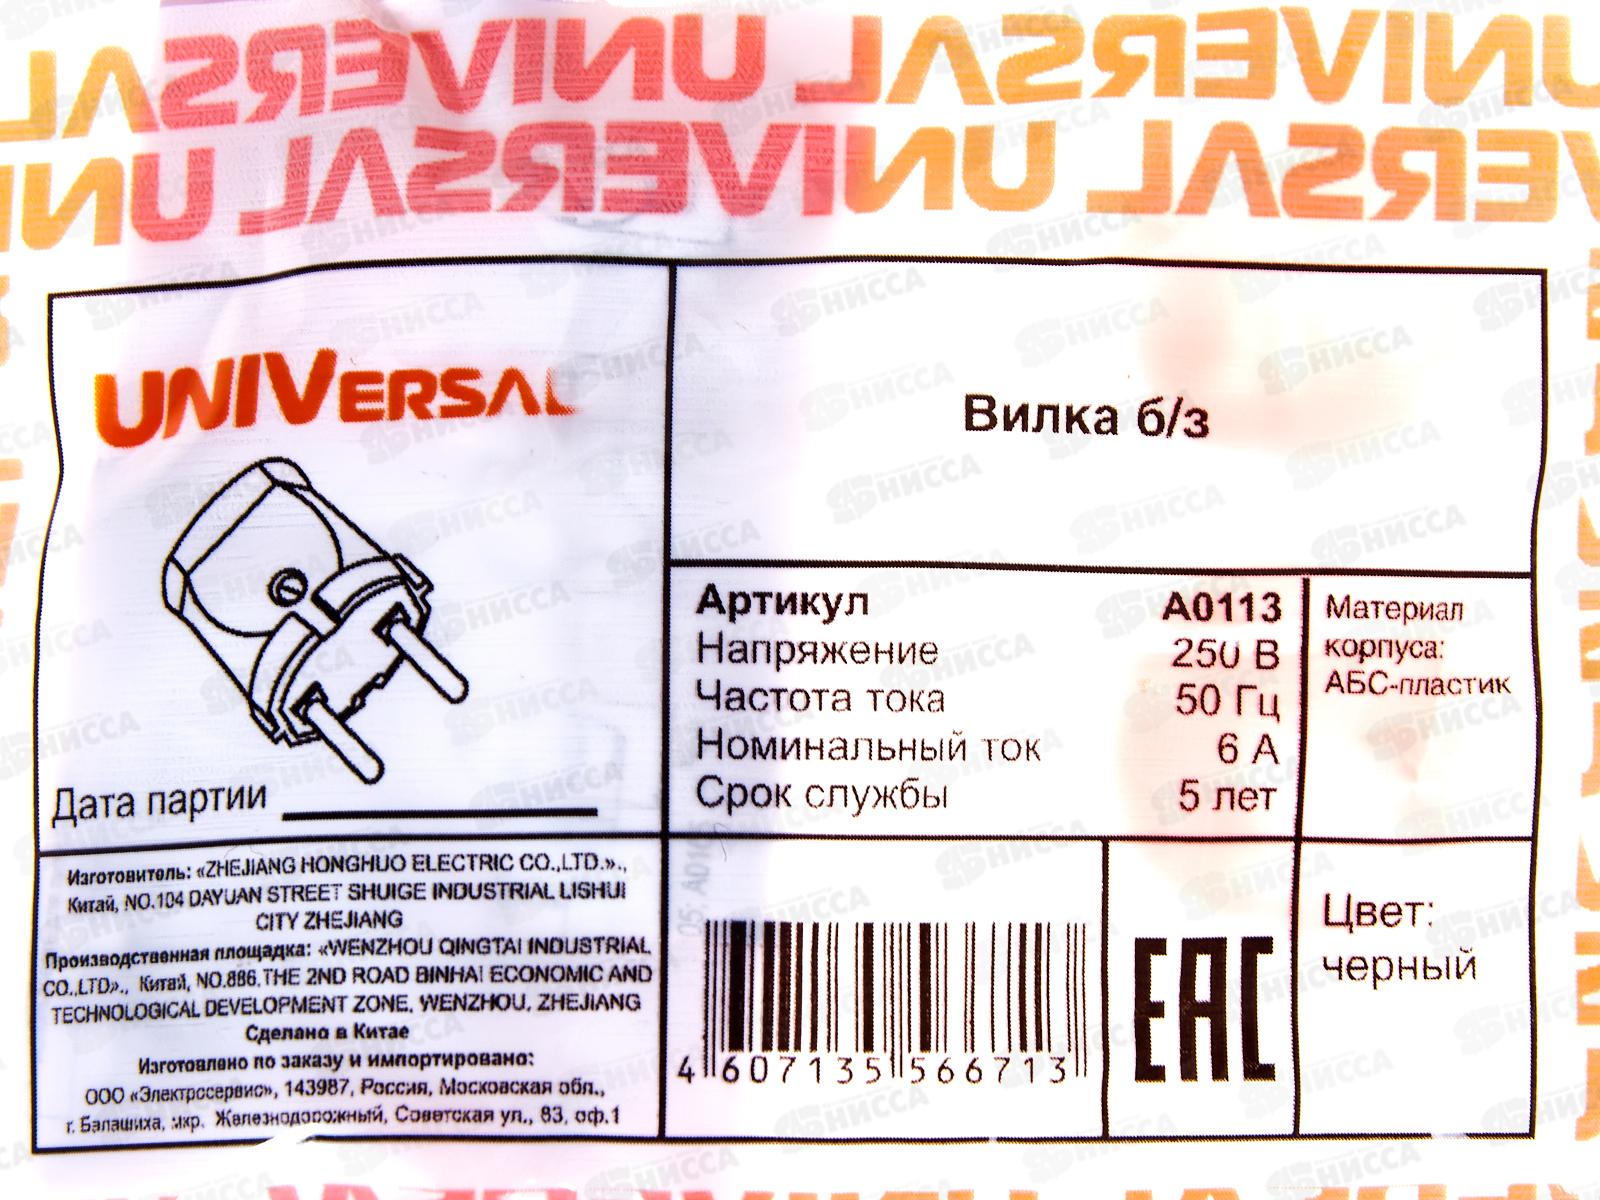 UNIVERSAL UNIVERSAL UNIVERSAL
UNIVERSAL UNIVERSAL
UNIVERSAL
Вилка б/з
Артикул A0113
Напряжение 250 В
Частота тока 50 Гц
Номинальный ток 6 А
Срок службы 5 лет
Материал
корпуса:
АБС-пластик
Дата партии
Изготовитель: «ZHEJIANG HONGHUO ELECTRIC CO.,LTD.».,
Китай, NO.104 DAYUAN STREET SHUIGE INDUSTRIAL LISHUI
CITY ZHEJIANG
Производственная площадка: «WENZHOU QINGTAI INDUSTRIAL
CO.,LTD»., Китай, NO.886,THE 2ND ROAD BINHAI ECONOMIC AND
TECHNOLOGICAL DEVELOPMENT ZONE, WENZHOU, ZHEJIANG
Сделано в Китае
Изготовлено по заказу и импортировано:
ООО «Электросервис», 143987, Россия, Московская обл.,
г. Балашиха, мкр. Железнодорожный, Советская ул., 83, оф.1
4 607135 566713
EAC
Цвет:
черный
НИССА